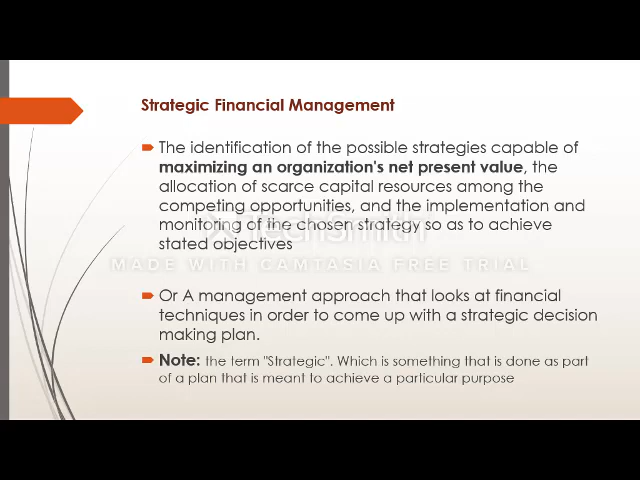 Strategic Financial Management
The identification of the possible strategies capable of
maximizing an organization's net present value, the
allocation of scarce capital resources among the
competing opportunities, and the implementation and
monitoring of the chosen strategy so as to achieve
stated objectives
TechSmith
MADE WITH CAMTASIA FREE TRIAL
Or A management approach that looks at financial
techniques in order to come up with a strategic decision
making plan.
Note: the term "Strategic". Which is something that is done as part
of a plan that is meant to achieve a particular purpose